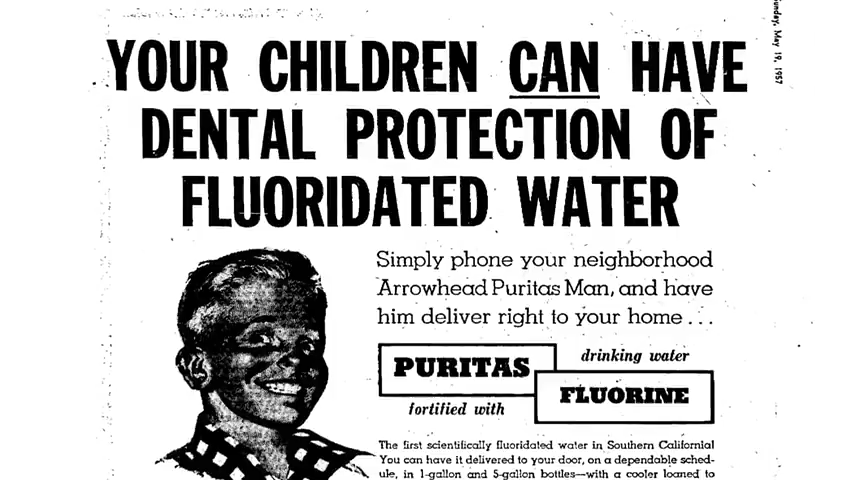 Sunday, May 19, 1957
YOUR CHILDREN CAN HAVE
DENTAL PROTECTION OF
FLUORIDATED WATER
Simply phone your neighborhood
Arrowhead Puritas Man, and have
him deliver right to your home . . .
PURITAS drinking water
fortified with FLUORINE
The first scientifically fluoridated water in Southern California!
You can have it delivered to your door, on a dependable sched-
ule, in 1-gallon and 5-gallon bottles—with a cooler loaned to